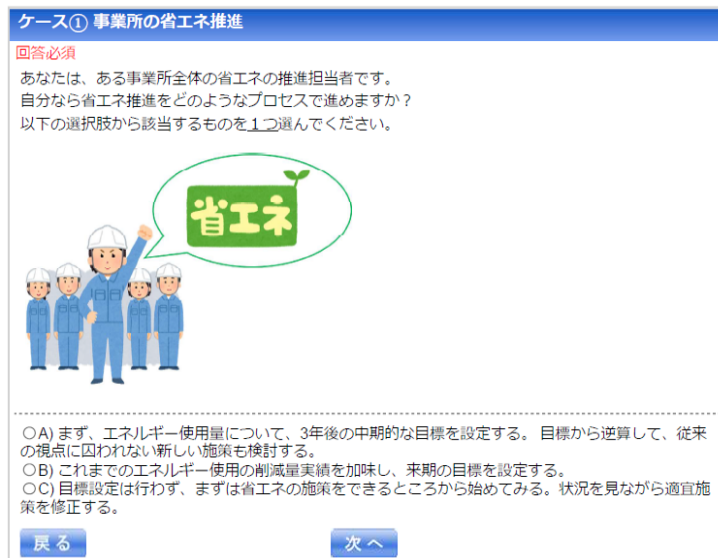 ケース① 事業所の省エネ推進
回答必須
あなたは、ある事業所全体の省エネの推進担当者です。
自分なら省エネ推進をどのようなプロセスで進めますか？
以下の選択肢から該当するものを１つ選んでください。
省エネ
○A) まず、エネルギー使用量について、3年後の中期的な目標を設定する。 目標から逆算して、従来
の視点に囚われない新しい施策も検討する。
○B) これまでのエネルギー使用の削減量実績を加味し、来期の目標を設定する。
○C) 目標設定は行わず、まずは省エネの施策をできるところから始めてみる。状況を見ながら適宜施
策を修正する。
戻る
次へ